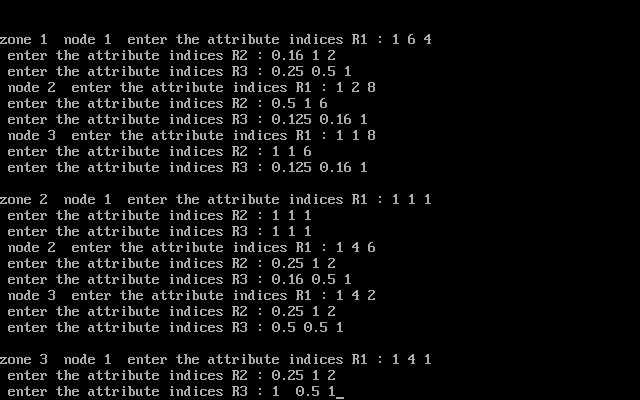 zone 1  node 1  enter the attribute indices R1 : 1 6 4
enter the attribute indices R2 : 0.16 1 2
enter the attribute indices R3 : 0.25 0.5 1
node 2  enter the attribute indices R1 : 1 2 8
enter the attribute indices R2 : 0.5 1 6
enter the attribute indices R3 : 0.125 0.16 1
node 3  enter the attribute indices R1 : 1 1 8
enter the attribute indices R2 : 1 1 6
enter the attribute indices R3 : 0.125 0.16 1
zone 2  node 1  enter the attribute indices R1 : 1 1 1
enter the attribute indices R2 : 1 1 1
enter the attribute indices R3 : 1 1 1
node 2  enter the attribute indices R1 : 1 4 6
enter the attribute indices R2 : 0.25 1 2
enter the attribute indices R3 : 0.16 0.5 1
node 3  enter the attribute indices R1 : 1 4 2
enter the attribute indices R2 : 0.25 1 2
enter the attribute indices R3 : 0.5 0.5 1
zone 3  node 1  enter the attribute indices R1 : 1 4 1
enter the attribute indices R2 : 0.25 1 2
enter the attribute indices R3 : 1  0.5 1_